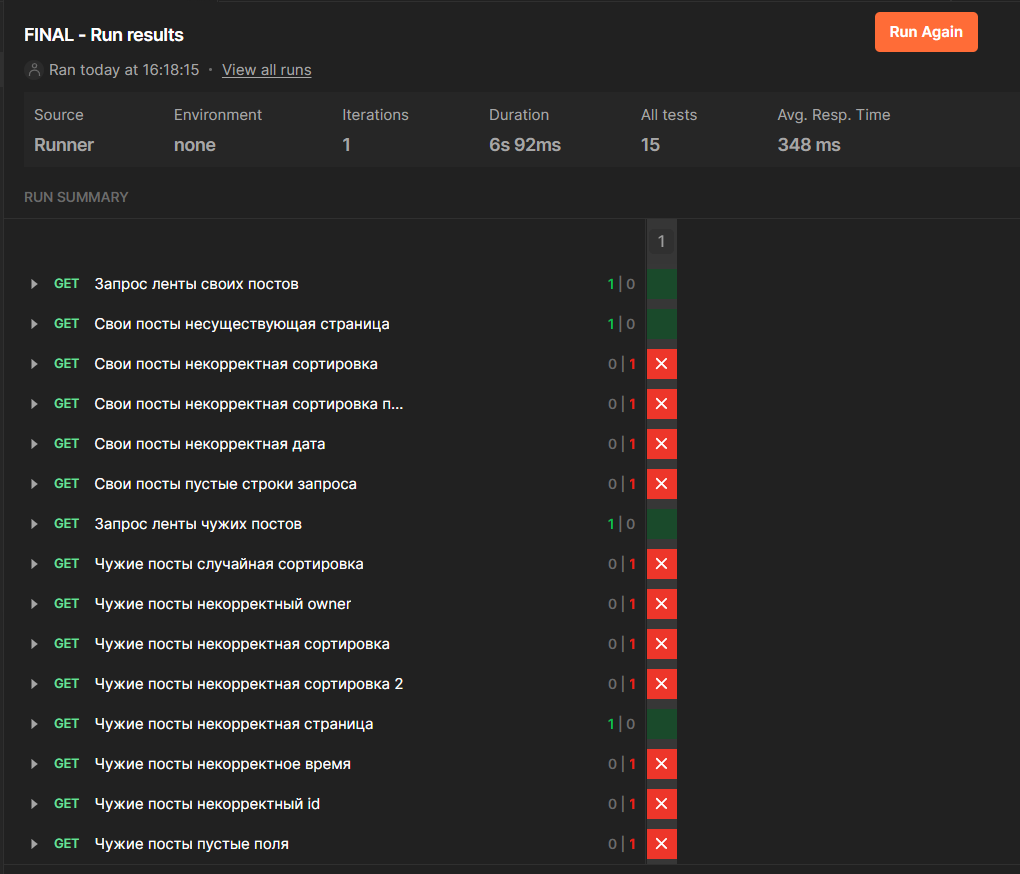 FINAL - Run results
Run Again
Ran today at 16:18:15 · View all runs
Source Environment Iterations Duration All tests Avg. Resp. Time
Runner none 1 6s 92ms 15 348 ms
RUN SUMMARY
1
GET Запрос ленты своих постов 1 | 0
GET Свои посты несуществующая страница 1 | 0
GET Свои посты некорректная сортировка 0 | 1
GET Свои посты некорректная сортировка п... 0 | 1
GET Свои посты некорректная дата 0 | 1
GET Свои посты пустые строки запроса 0 | 1
GET Запрос ленты чужих постов 1 | 0
GET Чужие посты случайная сортировка 0 | 1
GET Чужие посты некорректный owner 0 | 1
GET Чужие посты некорректная сортировка 0 | 1
GET Чужие посты некорректная сортировка 2 0 | 1
GET Чужие посты некорректная страница 1 | 0
GET Чужие посты некорректное время 0 | 1
GET Чужие посты некорректный id 0 | 1
GET Чужие посты пустые поля 0 | 1